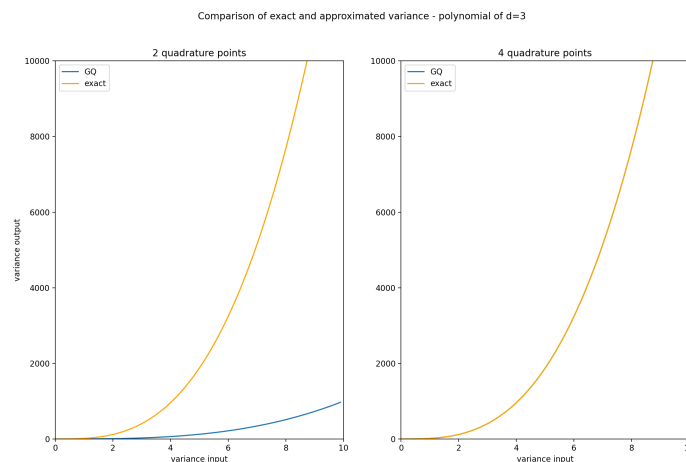 Comparison of exact and approximated variance - polynomial of d=3
2 quadrature points
GQ
exact
10000
8000
6000
4000
2000
0
variance output
0 2 4 6 8 10
variance input
4 quadrature points
GQ
exact
10000
8000
6000
4000
2000
0
0 2 4 6 8
variance input